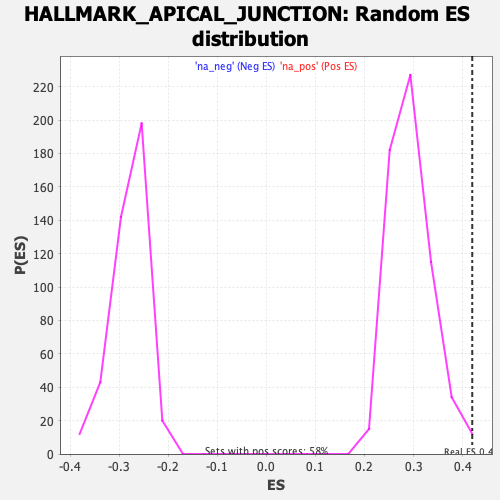 HALLMARK_APICAL_JUNCTION: Random ES
distribution
'na_neg' (Neg ES) 'na_pos' (Pos ES)
220
200
180
160
140
120
100
80
60
40
20
0
P(ES)
Sets with pos scores: 58%
Real ES 0.4
-0.4 -0.3 -0.2 -0.1 0.0 0.1 0.2 0.3 0.4
ES